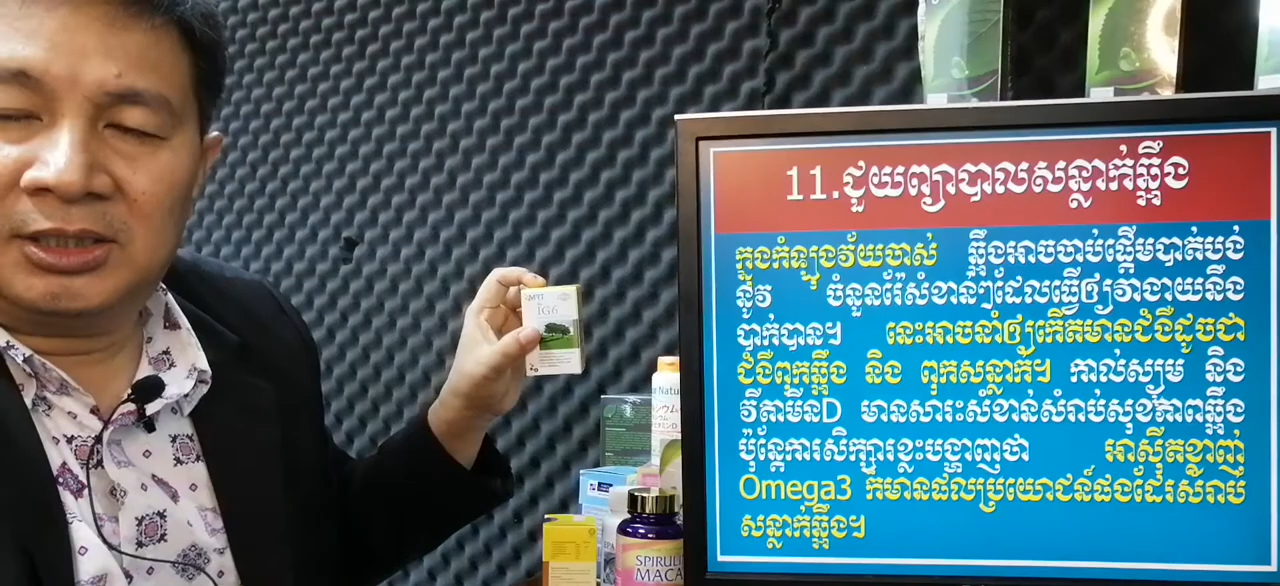 11.ជួយព្យាបាលសន្លាក់ឆ្អឹង
ក្នុងកំឡុងវ័យចាស់ ឆ្អឹងអាចចាប់ផ្តើមបាត់បង់
នូវ ចំនួនរ៉ែសំខាន់ៗដែលធ្វើឲ្យវាងាយនឹង
បាក់បាន។ នេះអាចនាំឲ្យកើតមានជំងឺដូចជា
ជំងឺពុកឆ្អឹង និង ពុកសន្លាក់។ កាល់ស្យូម និង
វីតាមីនD មានសារៈសំខាន់សំរាប់សុខភាពឆ្អឹង
ប៉ុន្តែការសិក្សាខ្លះបង្ហាញថា អាស៊ីតខ្លាញ់
Omega3 ក៏មានផលប្រយោជន៍ផងដែរសំរាប់
សន្លាក់ឆ្អឹង។
MRT
IG6
SPIRUL
MACA